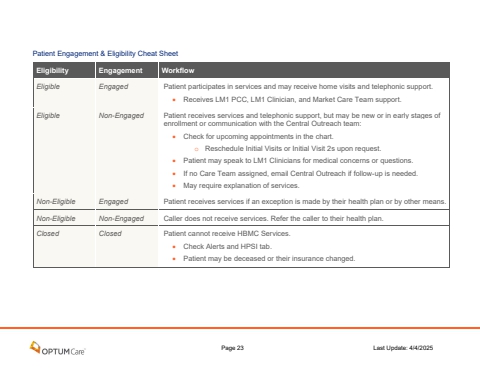 Patient Engagement & Eligibility Cheat Sheet
Eligibility Engagement Workflow
Eligible Engaged Patient participates in services and may receive home visits and telephonic support.
• Receives LM1 PCC, LM1 Clinician, and Market Care Team support.
Eligible Non-Engaged Patient receives services and telephonic support, but may be new or in early stages of
enrollment or communication with the Central Outreach team:
• Check for upcoming appointments in the chart.
○ Reschedule Initial Visits or Initial Visit 2s upon request.
• Patient may speak to LM1 Clinicians for medical concerns or questions.
• If no Care Team assigned, email Central Outreach if follow-up is needed.
• May require explanation of services.
Non-Eligible Engaged Patient receives services if an exception is made by their health plan or by other means.
Non-Eligible Non-Engaged Caller does not receive services. Refer the caller to their health plan.
Closed Closed Patient cannot receive HBMC Services.
• Check Alerts and HPSI tab.
• Patient may be deceased or their insurance changed.
OPTUMCare Page 23 Last Update: 4/4/2025